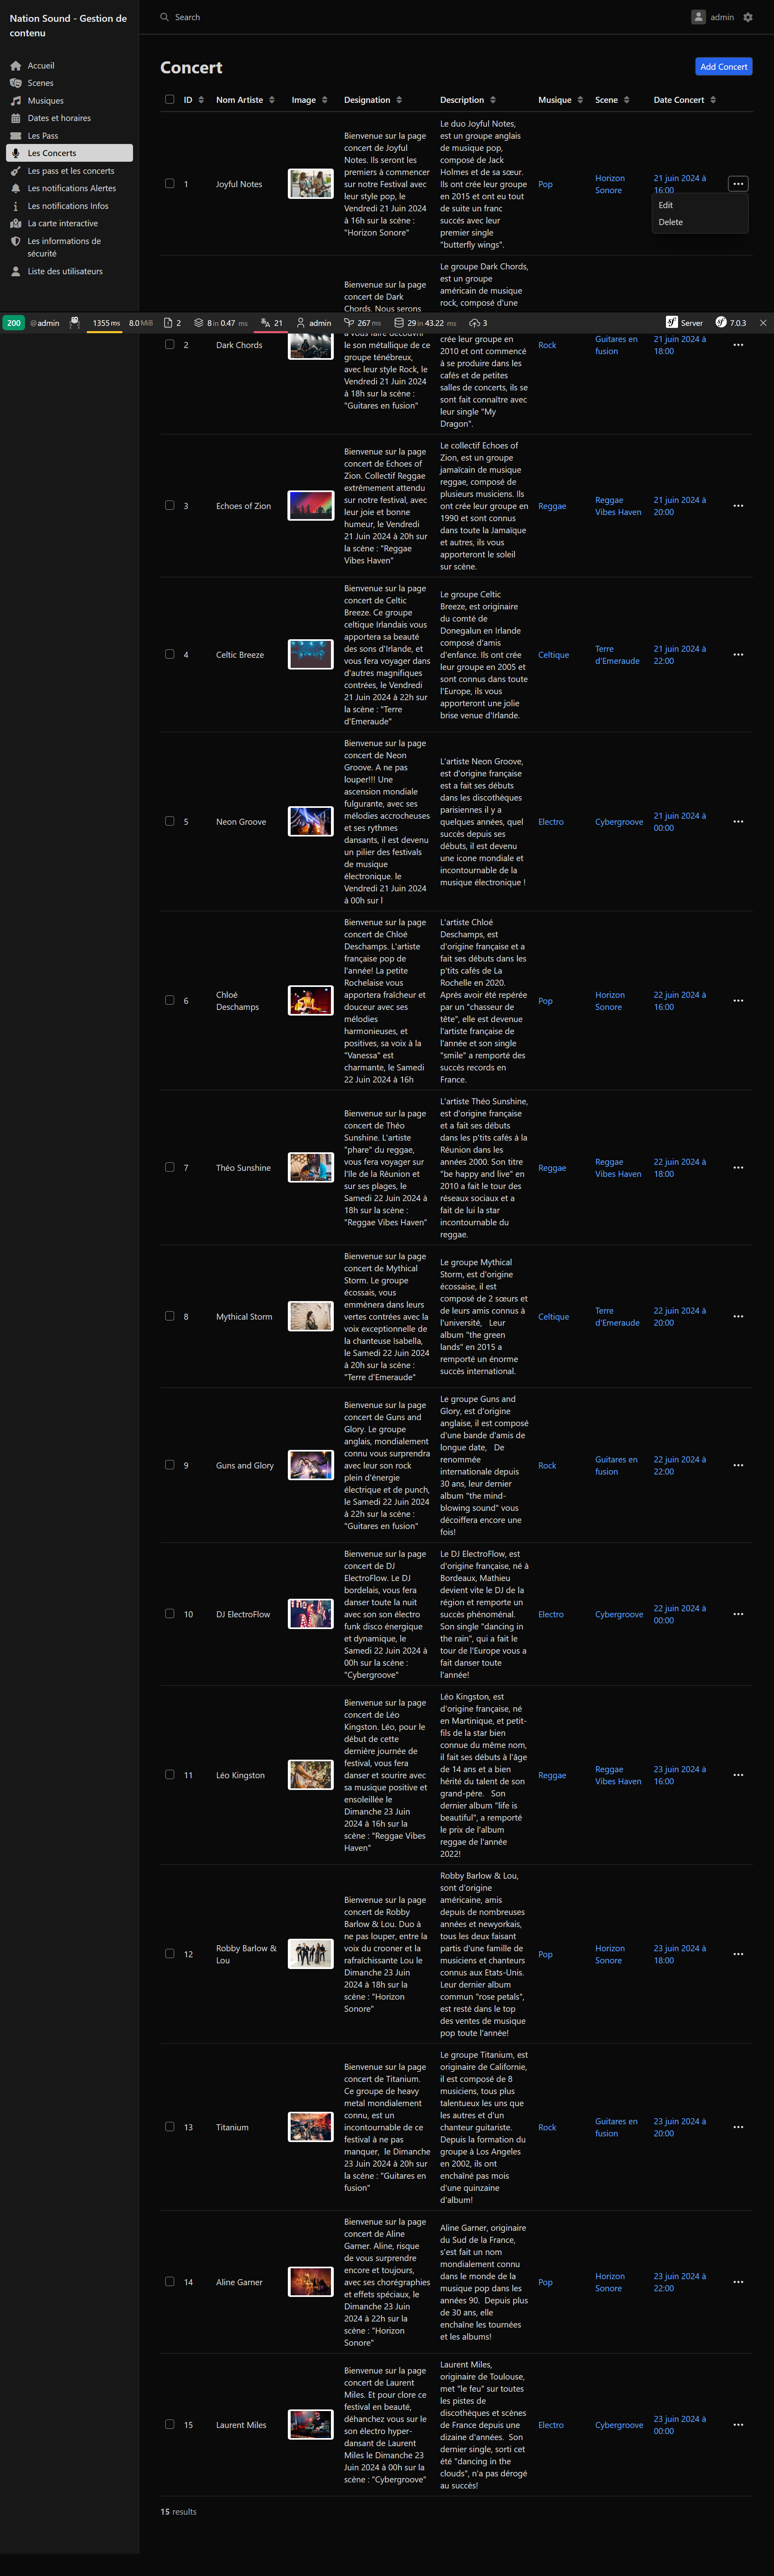 Nation Sound - Gestion de
contenu
Accueil
Scenes
Musiques
Dates et horaires
Les Pass
Les Concerts
Les pass et les concerts
Les notifications Alertes
Les notifications Infos
La carte interactive
Les informations de
sécurité
Liste des utilisateurs
Search
admin
Concert
Add Concert
ID
Nom Artiste
Image
Designation
Description
Musique
Scene
Date Concert
1
Joyful Notes
Bienvenue sur la page
concert de Joyful
Notes. Ils seront les
premiers à commencer
sur notre Festival avec
leur style pop, le
Vendredi 21 Juin 2024
à 16h sur la scène :
"Horizon Sonore"
Le duo Joyful Notes,
est un groupe anglais
de musique pop,
composé de Jack
Holmes et de sa sœur.
Ils ont crée leur groupe
en 2015 et ont eu tout
de suite un franc
succès avec leur
premier single
"butterfly wings".
Pop
Horizon
Sonore
21 juin 2024 à
16:00
Edit
Delete
Bienvenue sur la page
concert de Dark
Chords. Nous serons
Le groupe Dark Chords,
est un groupe
américain de musique
rock, composé d'une
200
@admin
1355 ms
8.0 MiB
2
8 in 0.47 ms
21
admin
267 ms
29 in 43.22 ms
3
Server
7.0.3
2
Dark Chords
à vous faire découvrir
le son métallique de ce
groupe ténébreux,
avec leur style Rock, le
Vendredi 21 Juin 2024
à 18h sur la scène :
"Guitares en fusion"
crée leur groupe en
2010 et ont commencé
à se produire dans les
cafés et de petites
salles de concerts, ils se
sont fait connaître avec
leur single "My
Dragon".
Rock
Guitares en
fusion
21 juin 2024 à
18:00
3
Echoes of Zion
Bienvenue sur la page
concert de Echoes of
Zion. Collectif Reggae
extrêmement attendu
sur notre festival, avec
leur joie et bonne
humeur, le Vendredi
21 Juin 2024 à 20h sur
la scène : "Reggae
Vibes Haven"
Le collectif Echoes of
Zion, est un groupe
jamaïcain de musique
reggae, composé de
plusieurs musiciens. Ils
ont crée leur groupe en
1990 et sont connus
dans toute la Jamaïque
et autres, ils vous
apporteront le soleil
sur scène.
Reggae
Reggae
Vibes Haven
21 juin 2024 à
20:00
4
Celtic Breeze
Bienvenue sur la page
concert de Celtic
Breeze. Ce groupe
celtique Irlandais vous
apportera sa beauté
des sons d'Irlande, et
vous fera voyager dans
d'autres magnifiques
contrées, le Vendredi
21 Juin 2024 à 22h sur
la scène : "Terre
d'Emeraude"
Le groupe Celtic
Breeze, est originaire
du comté de
Donegalun en Irlande
composé d'amis
d'enfance. Ils ont crée
leur groupe en 2005 et
sont connus dans toute
l'Europe, ils vous
apporteront une jolie
brise venue d'Irlande.
Celtique
Terre
d'Emeraude
21 juin 2024 à
22:00
5
Neon Groove
Bienvenue sur la page
concert de Neon
Groove. A ne pas
louper!!! Une
ascension mondiale
fulgurante, avec ses
mélodies accrocheuses
et ses rythmes
dansants, il est devenu
un pilier des festivals
de musique
électronique. le
Vendredi 21 Juin 2024
à 00h sur l
L'artiste Neon Groove,
est d'origine française
est a fait ses débuts
dans les discothèques
parisiennes il y a
quelques années, quel
succès depuis ses
débuts, il est devenu
une icone mondiale et
incontournable de la
musique électronique !
Electro
Cybergroove
21 juin 2024 à
00:00
6
Chloé
Deschamps
Bienvenue sur la page
concert de Chloé
Deschamps. L'artiste
française pop de
l'année! La petite
Rochelaise vous
apportera fraîcheur et
douceur avec ses
mélodies
harmonieuses, et
positives, sa voix à la
"Vanessa" est
charmante, le Samedi
22 Juin 2024 à 16h
L'artiste Chloé
Deschamps, est
d'origine française et a
fait ses débuts dans les
p'tits cafés de La
Rochelle en 2020.
Après avoir été repérée
par un "chasseur de
tête", elle est devenue
l'artiste française de
l'année et son single
"smile" a remporté des
succès records en
France.
Pop
Horizon
Sonore
22 juin 2024 à
16:00
7
Théo Sunshine
Bienvenue sur la page
concert de Théo
Sunshine. L'artiste
"phare" du reggae,
vous fera voyager sur
l'île de la Réunion et
sur ses plages, le
Samedi 22 Juin 2024 à
18h sur la scène :
"Reggae Vibes Haven"
L'artiste Théo Sunshine,
est d'origine française
et a fait ses débuts
dans les p'tits cafés à la
Réunion dans les
années 2000. Son titre
"be happy and live" en
2010 a fait le tour des
réseaux sociaux et a
fait de lui la star
incontournable du
reggae.
Reggae
Reggae
Vibes Haven
22 juin 2024 à
18:00
8
Mythical Storm
Bienvenue sur la page
concert de Mythical
Storm. Le groupe
écossais, vous
emmènera dans leurs
vertes contrées avec la
voix exceptionnelle de
la chanteuse Isabella,
le Samedi 22 Juin 2024
à 20h sur la scène :
"Terre d'Emeraude"
Le groupe Mythical
Storm, est d'origine
écossaise, il est
composé de 2 sœurs et
de leurs amis connus à
l'université, Leur
album "the green
lands" en 2015 a
remporté un énorme
succès international.
Celtique
Terre
d'Emeraude
22 juin 2024 à
20:00
9
Guns and Glory
Bienvenue sur la page
concert de Guns and
Glory. Le groupe
anglais, mondialement
connu vous surprendra
avec leur son rock
plein d'énergie
électrique et de punch,
le Samedi 22 Juin 2024
à 22h sur la scène :
"Guitares en fusion"
Le groupe Guns and
Glory, est d'origine
anglaise, il est composé
d'une bande d'amis de
longue date, De
renommée
internationale depuis
30 ans, leur dernier
album "the mind-
blowing sound" vous
décoiffera encore une
fois!
Rock
Guitares en
fusion
22 juin 2024 à
22:00
10
DJ ElectroFlow
Bienvenue sur la page
concert de DJ
ElectroFlow. Le DJ
bordelais, vous fera
danser toute la nuit
avec son son électro
funk disco énergique
et dynamique, le
Samedi 22 Juin 2024 à
00h sur la scène :
"Cybergroove"
Le DJ ElectroFlow, est
d'origine française, né à
Bordeaux, Mathieu
devient vite le DJ de la
région et remporte un
succès phénoménal.
Son single "dancing in
the rain", qui a fait le
tour de l'Europe vous a
fait danser toute
l'année!
Electro
Cybergroove
22 juin 2024 à
00:00
11
Léo Kingston
Bienvenue sur la page
concert de Léo
Kingston. Léo, pour le
début de cette
dernière journée de
festival, vous fera
danser et sourire avec
sa musique positive et
ensoleillée le
Dimanche 23 Juin
2024 à 16h sur la
scène : "Reggae Vibes
Haven"
Léo Kingston, est
d'origine française, né
en Martinique, et petit-
fils de la star bien
connue du même nom,
il fait ses débuts à l'âge
de 14 ans et a bien
hérité du talent de son
grand-père. Son
dernier album "life is
beautiful", a remporté
le prix de l'album
reggae de l'année
2022!
Reggae
Reggae
Vibes Haven
23 juin 2024 à
16:00
12
Robby Barlow &
Lou
Bienvenue sur la page
concert de Robby
Barlow & Lou. Duo à
ne pas louper, entre la
voix du crooner et la
rafraîchissante Lou le
Dimanche 23 Juin
2024 à 18h sur la
scène : "Horizon
Sonore"
Robby Barlow & Lou,
sont d'origine
américaine, amis
depuis de nombreuses
années et newyorkais,
tous les deux faisant
partis d'une famille de
musiciens et chanteurs
connus aux Etats-Unis.
Leur dernier album
commun "rose petals",
est resté dans le top
des ventes de musique
pop toute l'année!
Pop
Horizon
Sonore
23 juin 2024 à
18:00
13
Titanium
Bienvenue sur la page
concert de Titanium.
Ce groupe de heavy
metal mondialement
connu, est un
incontournable de ce
festival à ne pas
manquer, le Dimanche
23 Juin 2024 à 20h sur
la scène : "Guitares en
fusion"
Le groupe Titanium, est
originaire de Californie,
il est composé de 8
musiciens, tous plus
talentueux les uns que
les autres et d'un
chanteur guitariste.
Depuis la formation du
groupe à Los Angeles
en 2002, ils ont
enchaîné pas mois
d'une quinzaine
d'album!
Rock
Guitares en
fusion
23 juin 2024 à
20:00
14
Aline Garner
Bienvenue sur la page
concert de Aline
Garner. Aline, risque
de vous surprendre
encore et toujours,
avec ses chorégraphies
et effets spéciaux, le
Dimanche 23 Juin
2024 à 22h sur la
scène : "Horizon
Sonore"
Aline Garner, originaire
du Sud de la France,
s'est fait un nom
mondialement connu
dans le monde de la
musique pop dans les
années 90. Depuis plus
de 30 ans, elle
enchaîne les tournées
et les albums!
Pop
Horizon
Sonore
23 juin 2024 à
22:00
15
Laurent Miles
Bienvenue sur la page
concert de Laurent
Miles. Et pour clore ce
festival en beauté,
déhanchez vous sur le
son électro hyper-
dansant de Laurent
Miles le Dimanche 23
Juin 2024 à 00h sur la
scène : "Cybergroove"
Laurent Miles,
originaire de Toulouse,
met "le feu" sur toutes
les pistes de
discothèques et scènes
de France depuis une
dizaine d'années. Son
dernier single, sorti cet
été "dancing in the
clouds", n'a pas dérogé
au succès!
Electro
Cybergroove
23 juin 2024 à
00:00
15 results